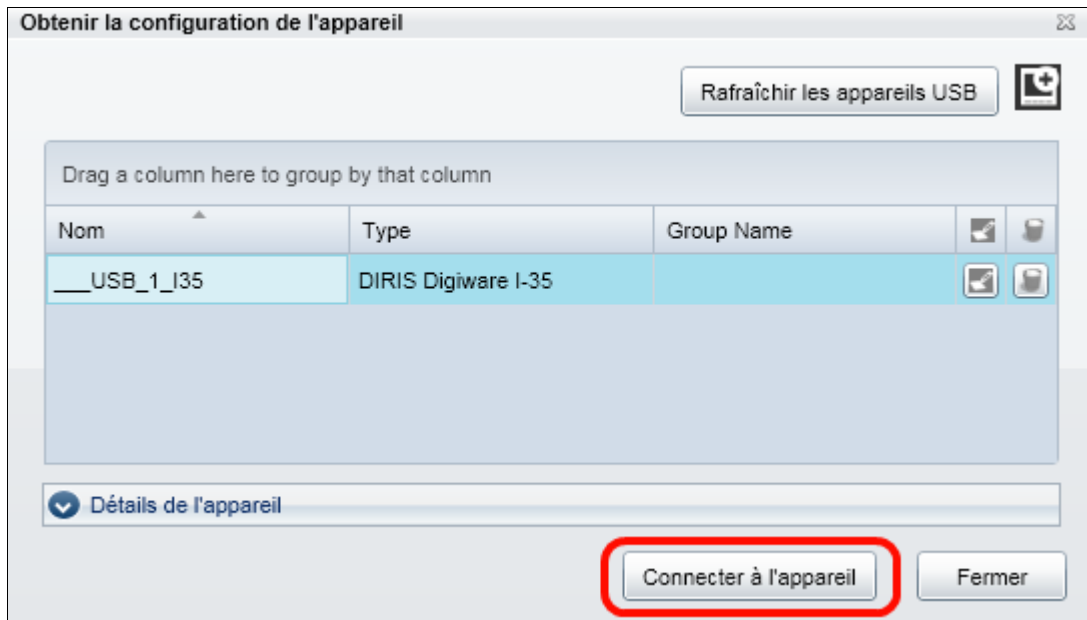 Obtenir la configuration de l'appareil
Rafraîchir les appareils USB
Drag a column here to group by that column
Nom Type Group Name
___USB_1_I35 DIRIS Digiware I-35
Détails de l'appareil
Connecter à l'appareil Fermer